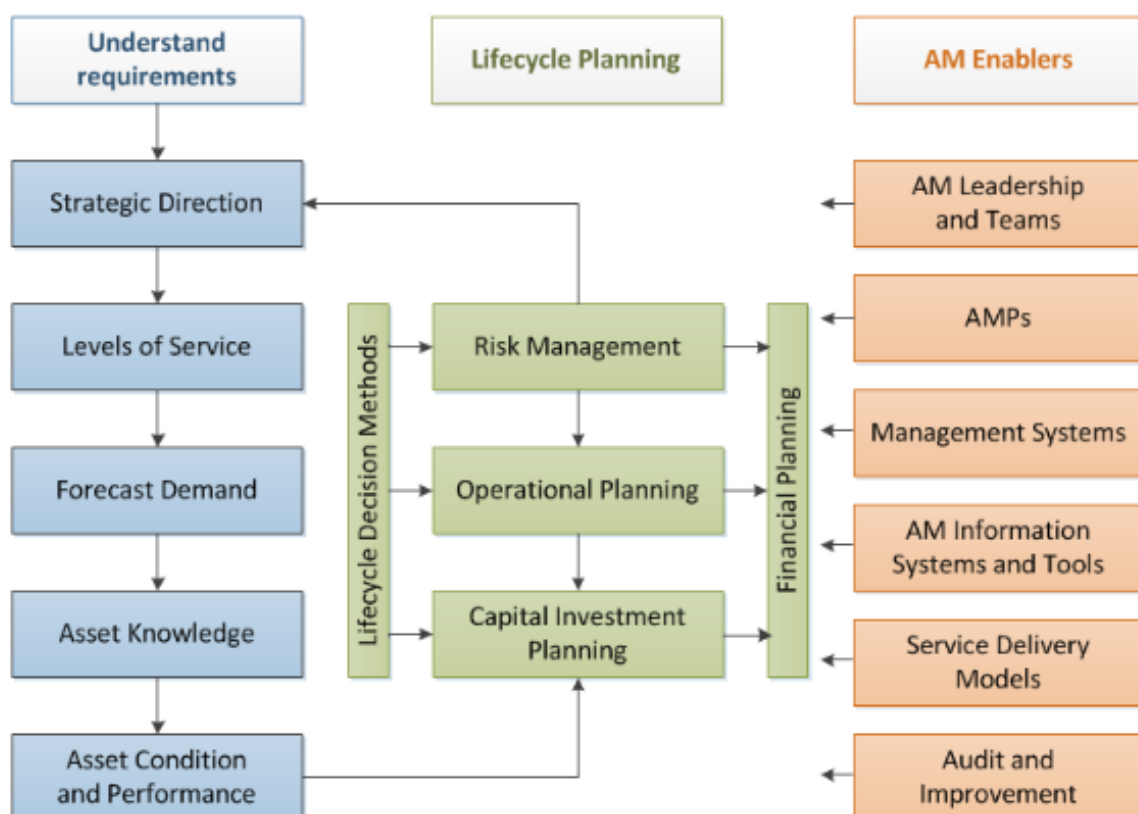 Understand
requirements
Lifecycle Planning
AM Enablers
Strategic Direction
AM Leadership
and Teams
Levels of Service
Lifecycle Decision Methods
Risk Management
Financial Planning
AMPs
Management Systems
Forecast Demand
Operational Planning
AM Information
Systems and Tools
Asset Knowledge
Capital Investment
Planning
Service Delivery
Models
Asset Condition
and Performance
Audit and
Improvement